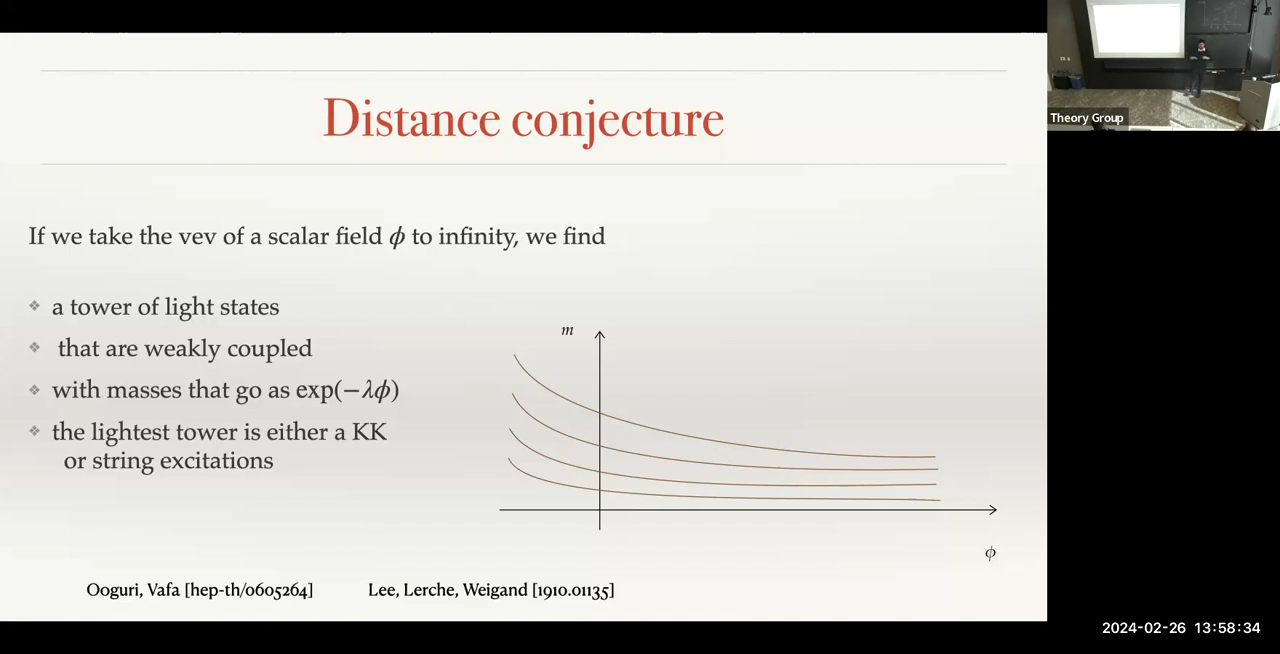 Distance conjecture
If we take the vev of a scalar field ϕ to infinity, we find
❖ a tower of light states
❖ that are weakly coupled
❖ with masses that go as exp(−λϕ)
❖ the lightest tower is either a KK
or string excitations
m
ϕ
Ooguri, Vafa [hep-th/0605264] Lee, Lerche, Weigand [1910.01135]
Theory Group
2024-02-26 13:58:34